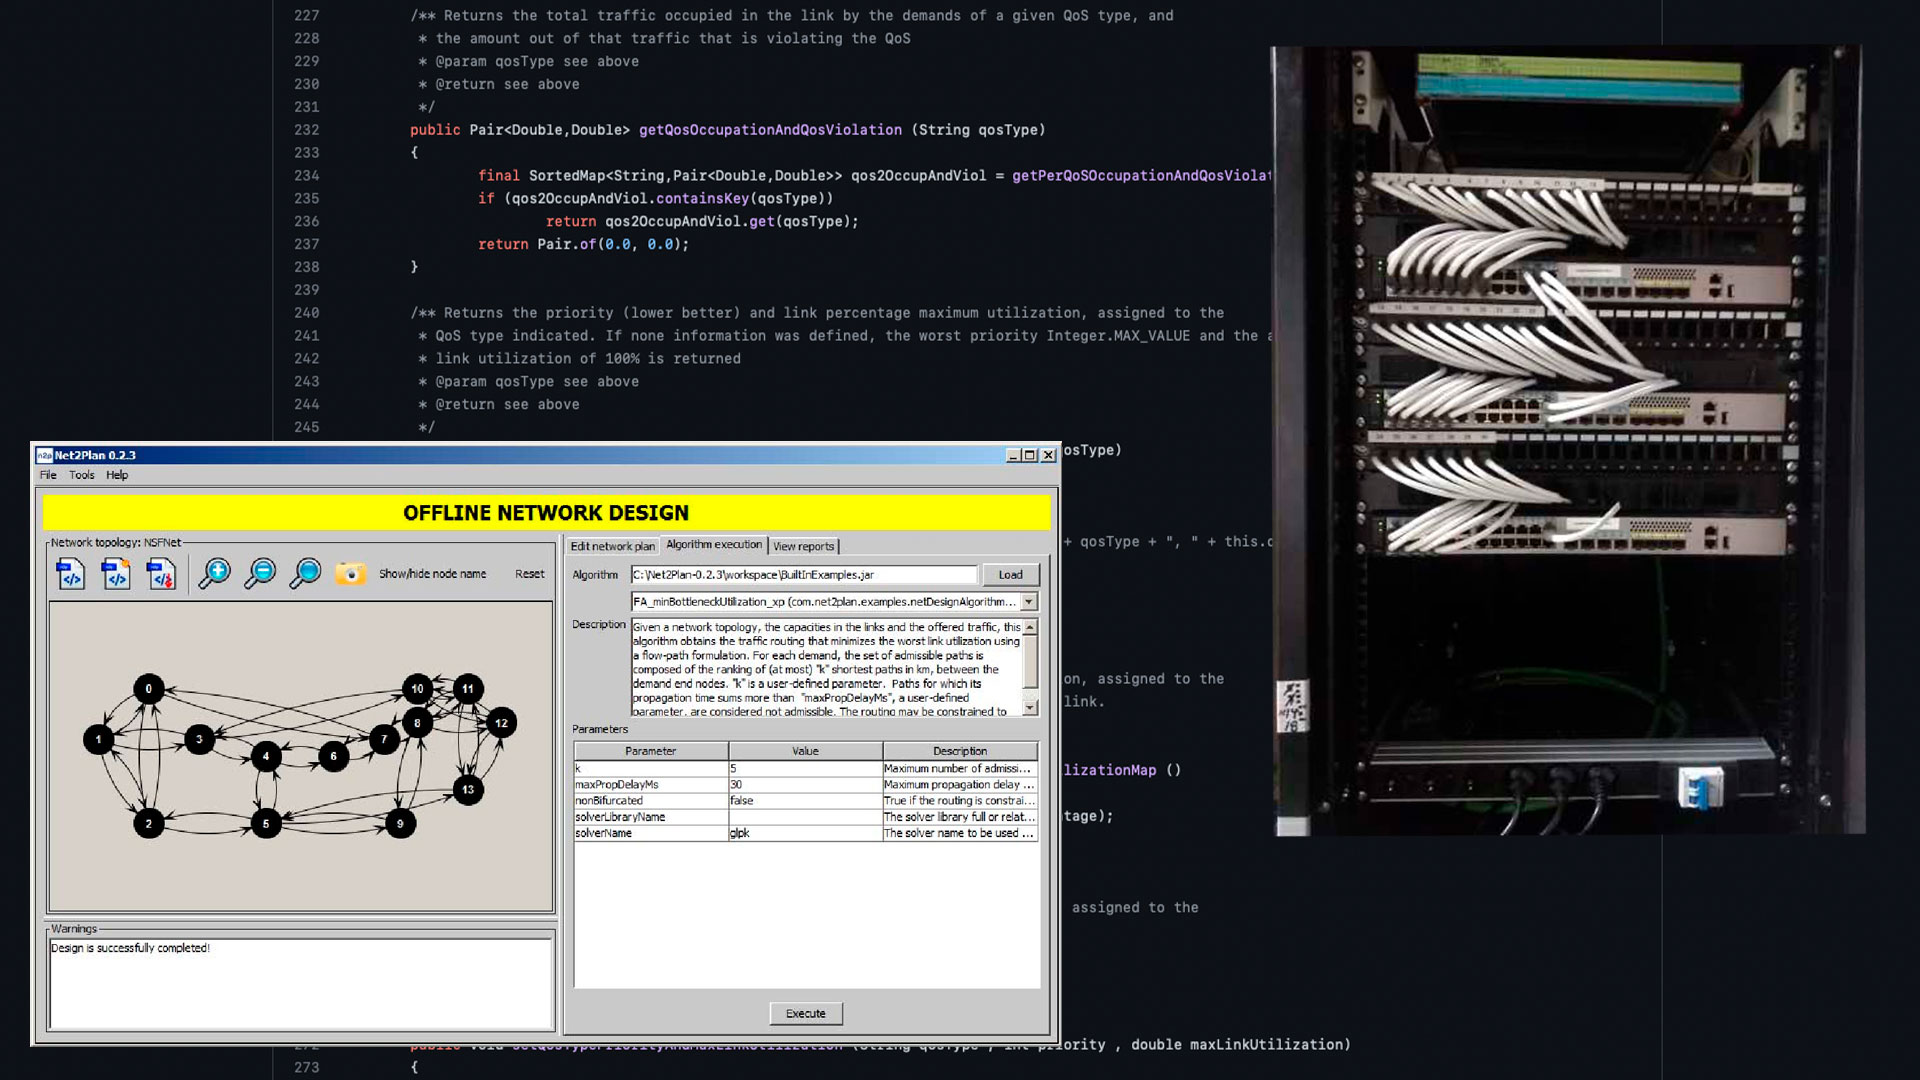 227 /** Returns the total traffic occupied in the link by the demands of a given QoS type, and
228 * the amount out of that traffic that is violating the QoS
229 * @param qosType see above
230 * @return see above
231 */
232 public Pair<Double,Double> getQosOccupationAndQosViolation (String qosType)
233 {
234 final SortedMap<String,Pair<Double,Double>> qos2OccupAndViol = getPerQoSOccupationAndQosViolat
235 if (qos2OccupAndViol.containsKey(qosType))
236 return qos2OccupAndViol.get(qosType);
237 return Pair.of(0.0, 0.0);
238 }
239
240 /** Returns the priority (lower better) and link percentage maximum utilization, assigned to the
241 * QoS type indicated. If none information was defined, the worst priority Integer.MAX_VALUE and the a
242 * link utilization of 100% is returned
243 * @param qosType see above
244 * @return see above
245 */
osType)
+ qosType + ", " + this.
on, assigned to the
link.
lizationMap ()
tage);
assigned to the
priority , double maxLinkUtilization)
273 {
n2p Net2Plan 0.2.3
File Tools Help
OFFLINE NETWORK DESIGN
Network topology: NSFNet
Show/hide node name Reset
0
1
2
3
4
5
6
7
8
9
10
11
12
13
Warnings
Design is successfully completed!
Edit network plan Algorithm execution View reports
Algorithm C:\Net2Plan-0.2.3\workspace\BuiltInExamples.jar Load
FA_minBottleneckUtilization_xp (com.net2plan.examples.netDesignAlgorithm...
Description Given a network topology, the capacities in the links and the offered traffic, this
algorithm obtains the traffic routing that minimizes the worst link utilization using
a flow-path formulation. For each demand, the set of admissible paths is
composed of the ranking of (at most) "k" shortest paths in km, between the
demand end nodes. "k" is a user-defined parameter. Paths for which its
propagation time sums more than "maxPropDelayMs", a user-defined
parameter, are considered not admissible. The routing may be constrained to
Parameters
Parameter Value Description
k 5 Maximum number of admissi...
maxPropDelayMs 30 Maximum propagation delay ...
nonBifurcated false True if the routing is constrai...
solverLibraryName The solver library full or relat...
solverName glpk The solver name to be used ...
Execute